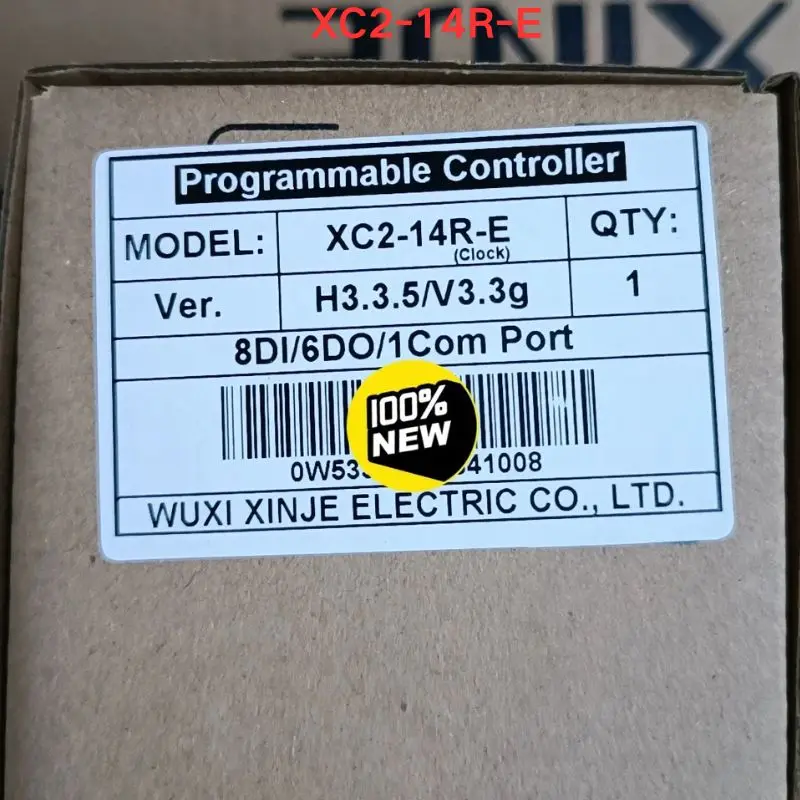 XC2-14R-E
XINJE
Programmable Controller
MODEL: XC2-14R-E QTY:
(Clock)
Ver. H3.3.5/V3.3g 1
8DI/6DO/1Com Port
100%
NEW
WUXI XINJE ELECTRIC CO., LTD.